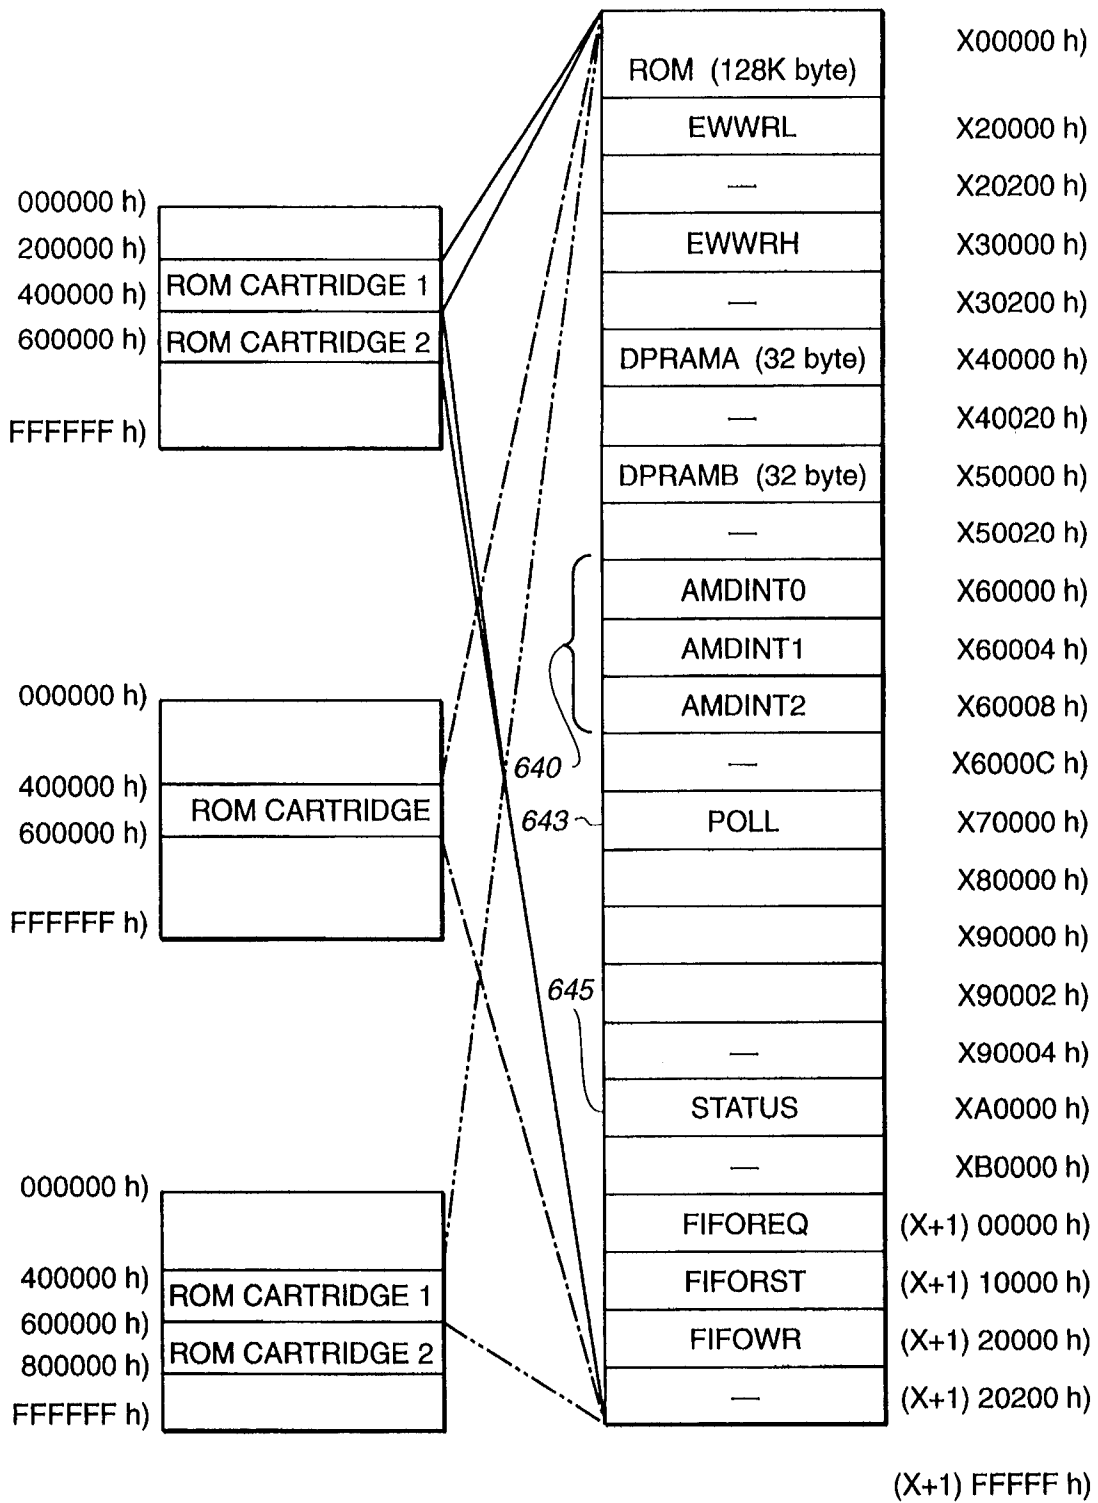 X00000 h)
ROM (128K byte)
EWWRL X20000 h)
— X20200 h)
EWWRH X30000 h)
— X30200 h)
DPRAMA (32 byte) X40000 h)
— X40020 h)
DPRAMB (32 byte) X50000 h)
— X50020 h)
AMDINT0 X60000 h)
AMDINT1 X60004 h)
AMDINT2 X60008 h)
— X6000C h)
POLL X70000 h)
X80000 h)
X90000 h)
X90002 h)
— X90004 h)
STATUS XA0000 h)
— XB0000 h)
FIFOREQ (X+1) 00000 h)
FIFORST (X+1) 10000 h)
FIFOWR (X+1) 20000 h)
— (X+1) 20200 h)
(X+1) FFFFF h)
640
643
645
000000 h)
200000 h)
ROM CARTRIDGE 1
400000 h)
ROM CARTRIDGE 2
600000 h)
FFFFFF h)
000000 h)
400000 h)
ROM CARTRIDGE
600000 h)
FFFFFF h)
000000 h)
400000 h)
ROM CARTRIDGE 1
600000 h)
ROM CARTRIDGE 2
800000 h)
FFFFFF h)